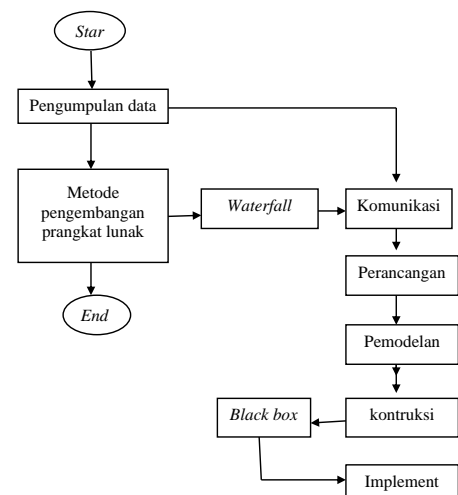 Star
Pengumpulan data
Metode
pengembangan
prangkat lunak
Waterfall
Komunikasi
Perancangan
End
Pemodelan
Black box
kontruksi
Implement